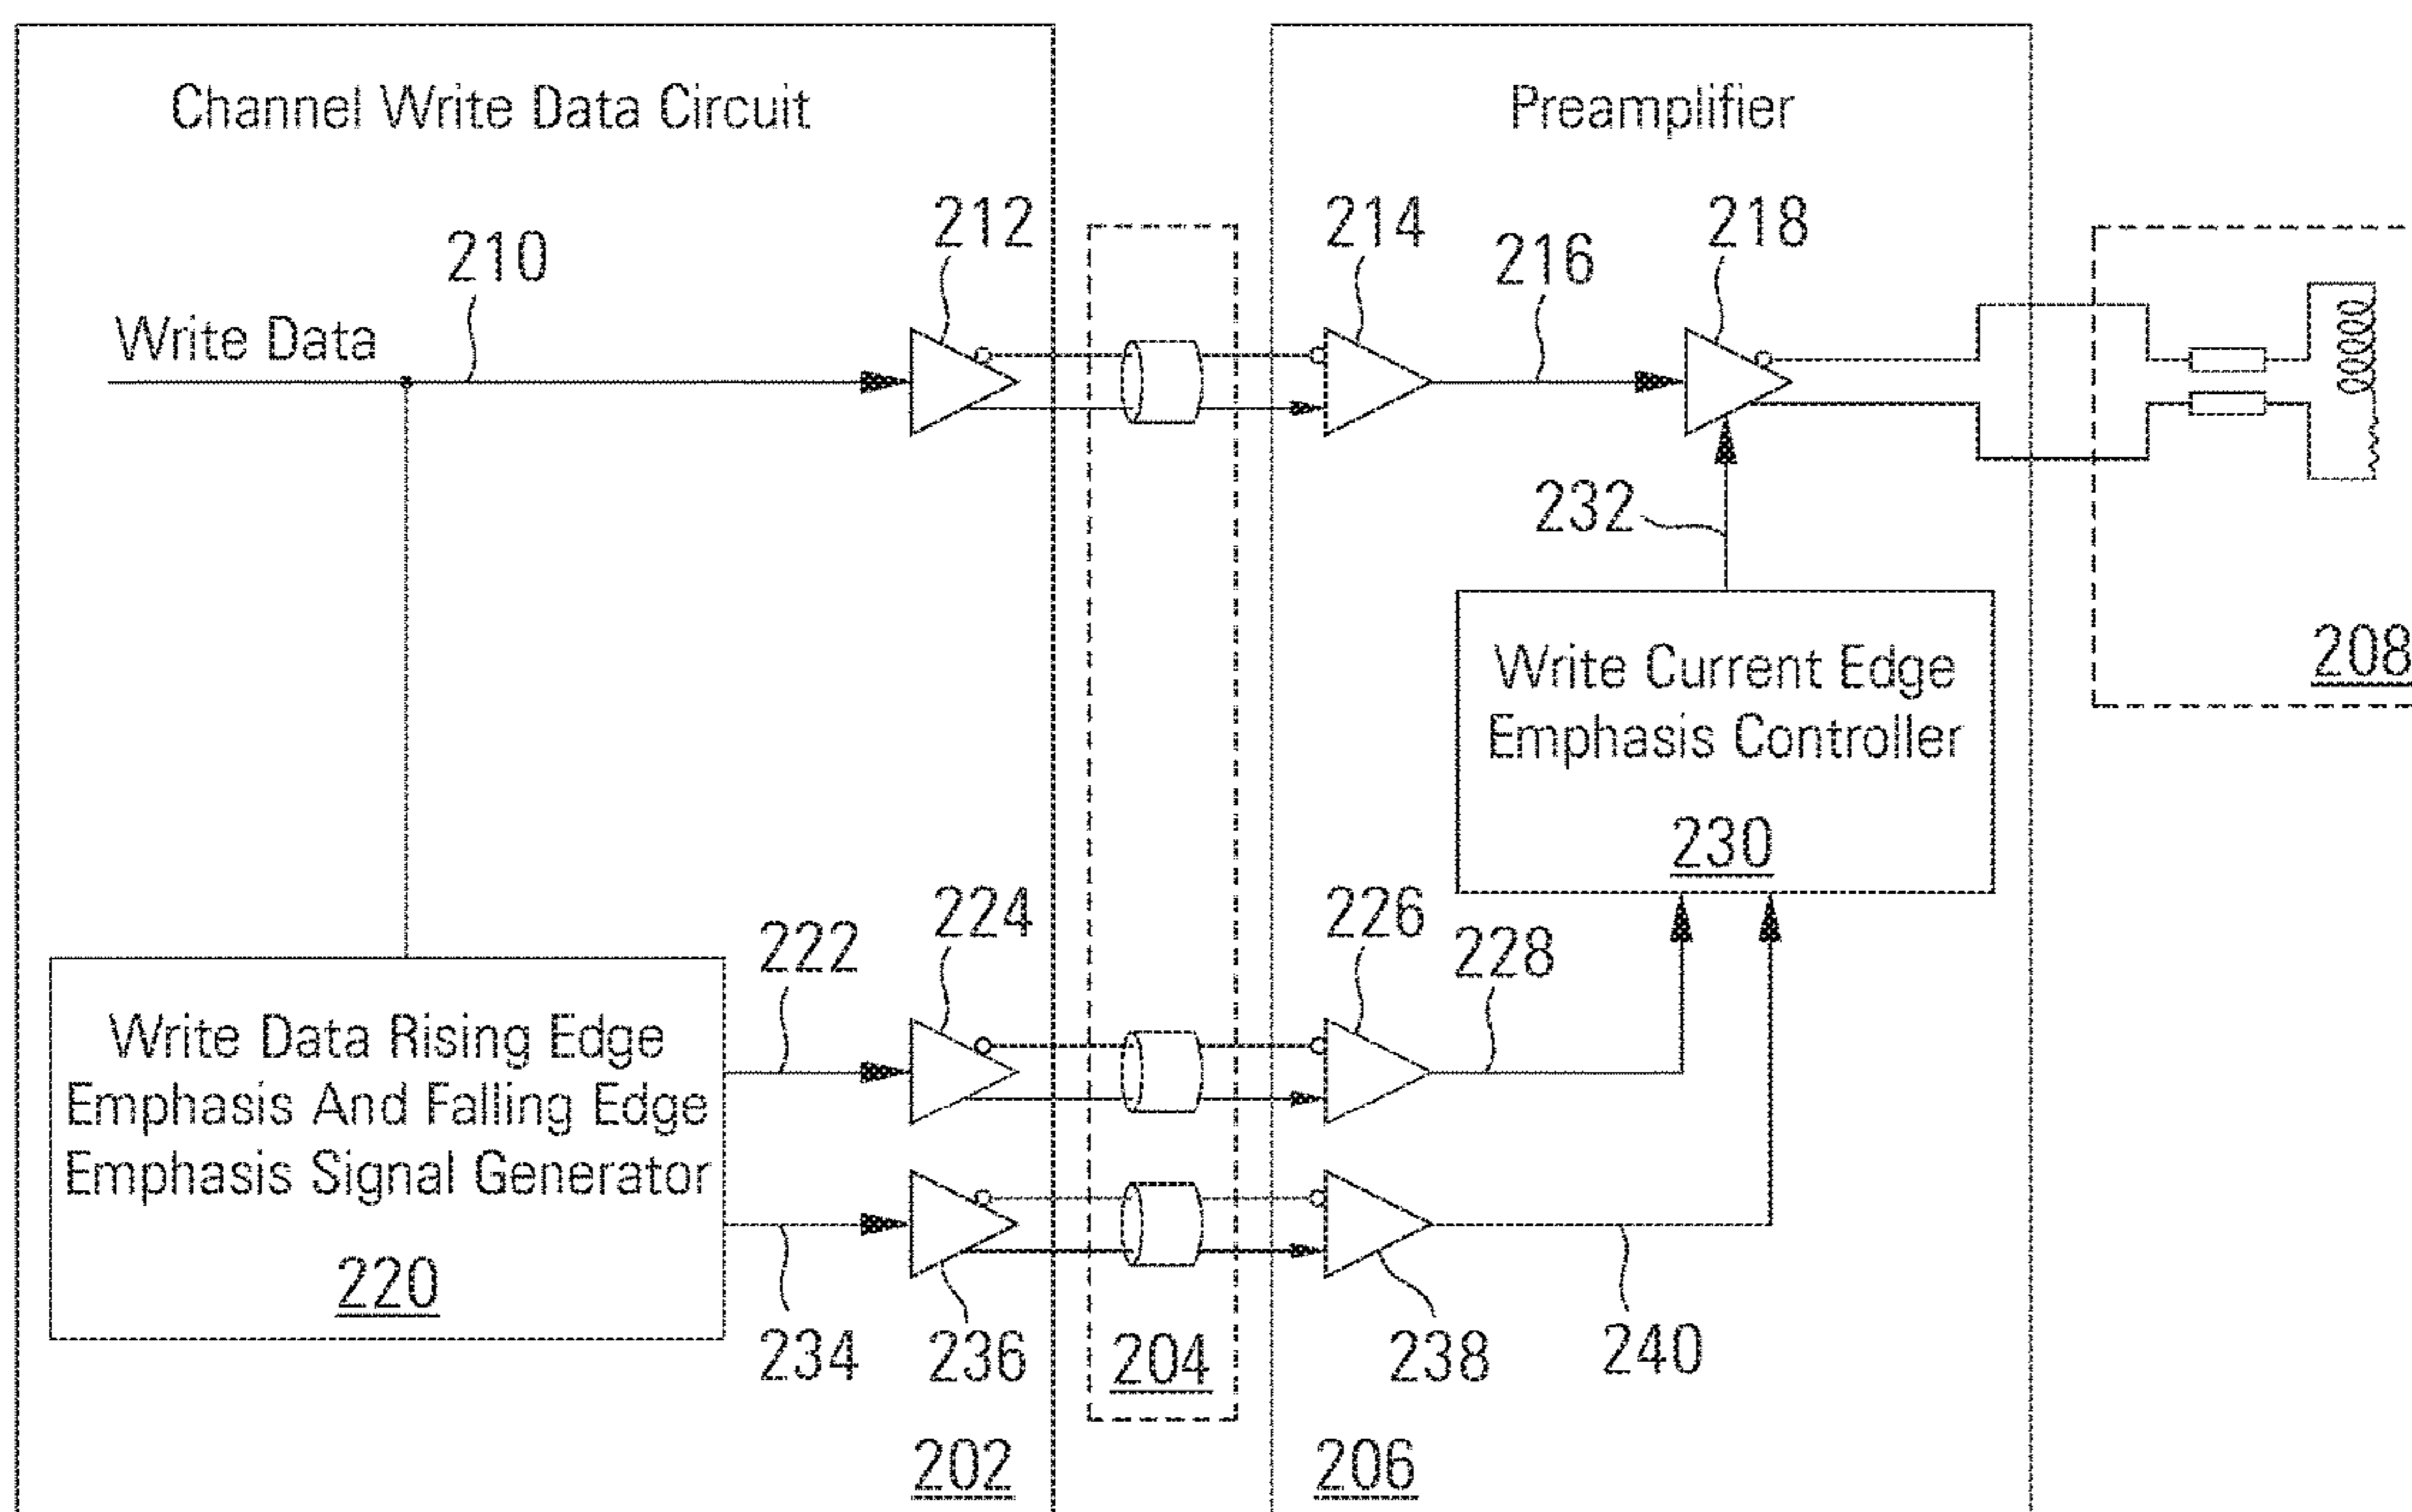 Channel Write Data Circuit
Preamplifier
212
214
218
210
216
Write Data
232
208
Write Current Edge
Emphasis Controller
230
224
226
222
228
Write Data Rising Edge
Emphasis And Falling Edge
Emphasis Signal Generator
220
234
236
204
238
240
202
206